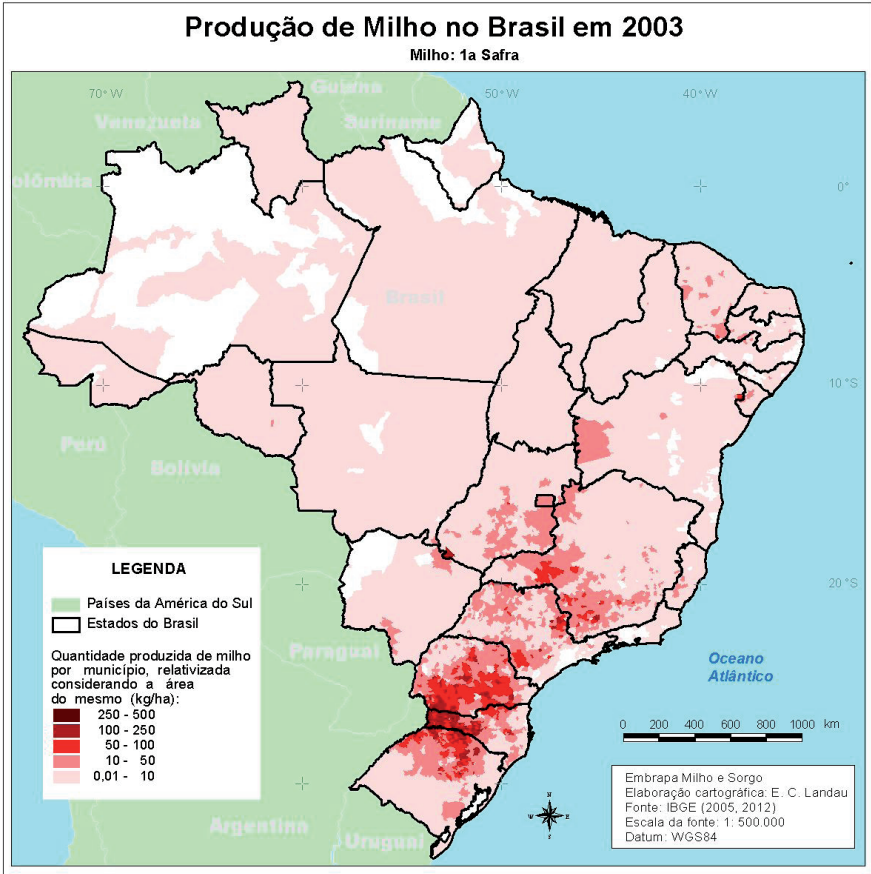 Produção de Milho no Brasil em 2003
Milho: 1a Safra
70° W
50° W
40° W
Guiana
Venezuela
Suriname
olômbia
0°
Brasil
10° S
Perú
Bolívia
20° S
Paraguai
Oceano
Atlântico
Argentina
Uruguai
LEGENDA
Países da América do Sul
Estados do Brasil
Quantidade produzida de milho
por município, relativizada
considerando a área
do mesmo (kg/ha):
250 - 500
100 - 250
50 - 100
10 - 50
0,01 - 10
0 200 400 600 800 1000 km
N
W E
S
Embrapa Milho e Sorgo
Elaboração cartográfica: E. C. Landau
Fonte: IBGE (2005, 2012)
Escala da fonte: 1: 500.000
Datum: WGS84